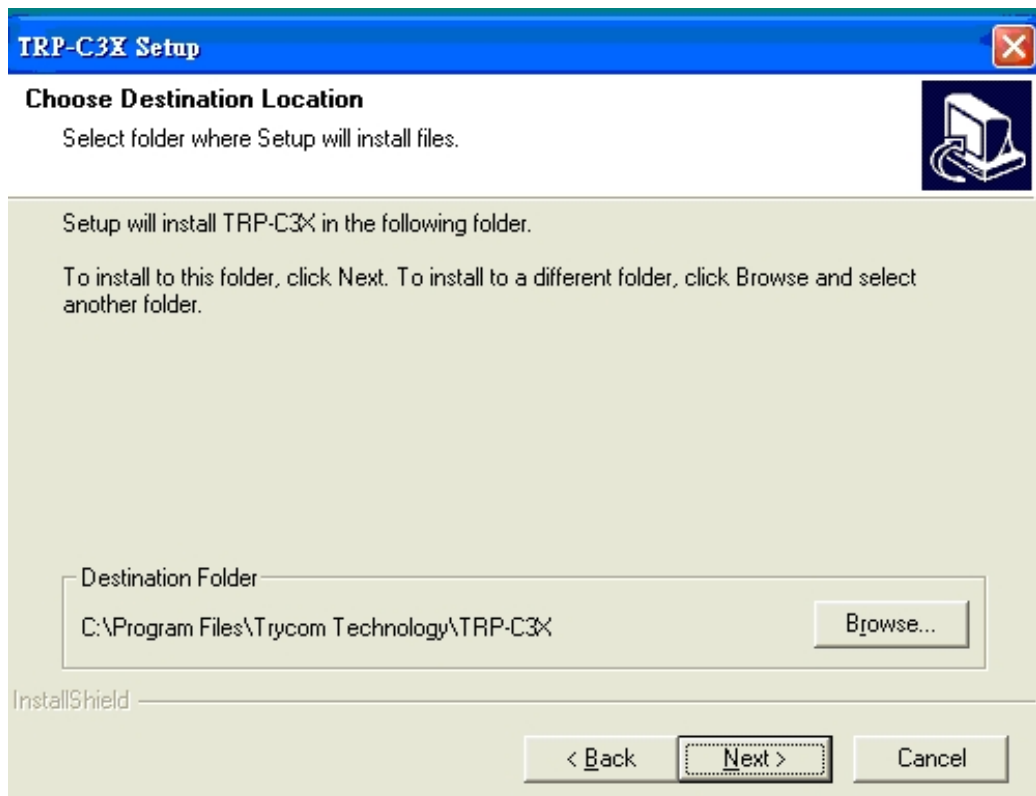 TRP-C3X Setup
Choose Destination Location
Select folder where Setup will install files.
Setup will install TRP-C3X in the following folder.
To install to this folder, click Next. To install to a different folder, click Browse and select
another folder.
Destination Folder
C:\Program Files\Trycom Technology\TRP-C3X
Browse...
InstallShield
< Back
Next >
Cancel